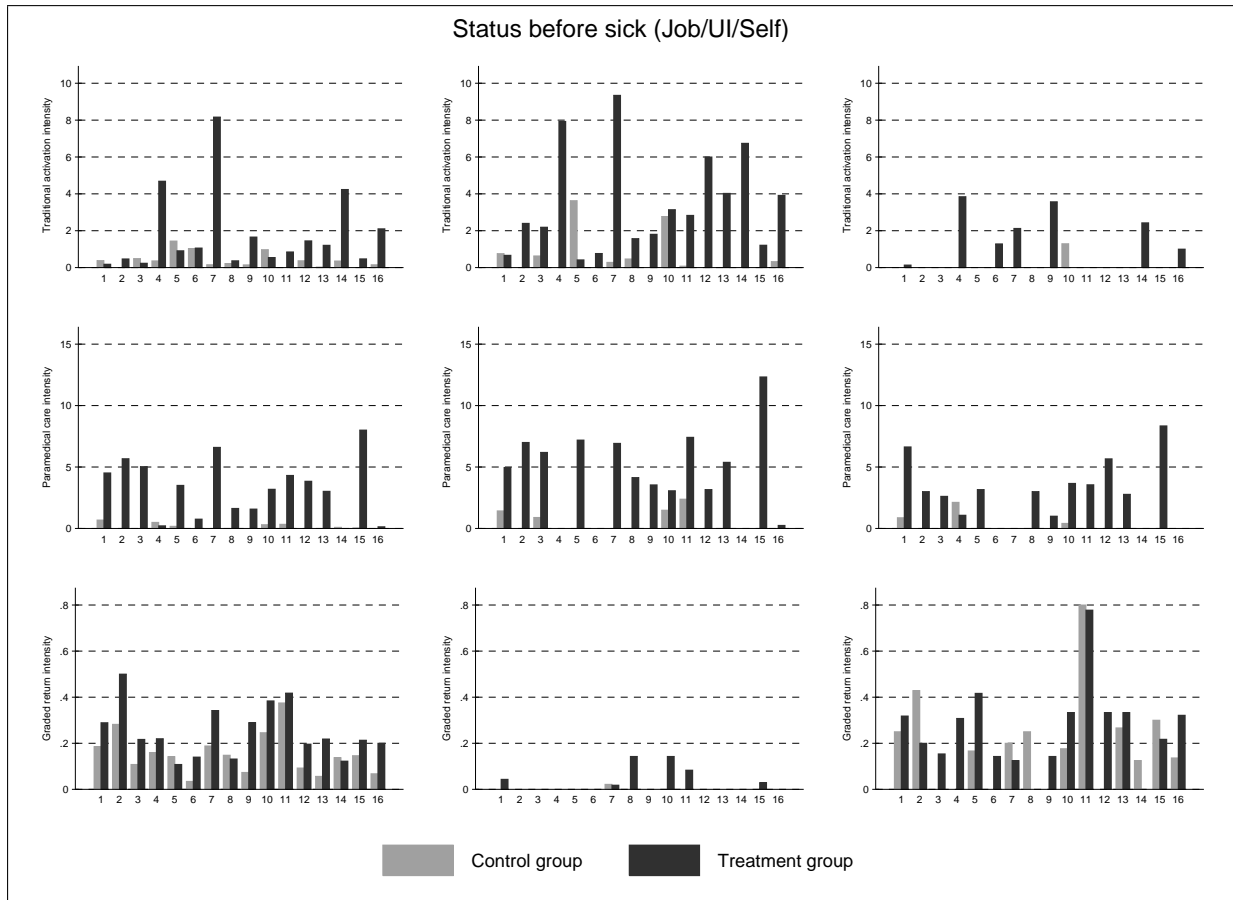 Status before sick (Job/UI/Self)
Traditional activation intensity
10
8
6
4
2
0
1 2 3 4 5 6 7 8 9 10 11 12 13 14 15 16
Traditional activation intensity
10
8
6
4
2
0
1 2 3 4 5 6 7 8 9 10 11 12 13 14 15 16
Traditional activation intensity
10
8
6
4
2
0
1 2 3 4 5 6 7 8 9 10 11 12 13 14 15 16
Paramedical care intensity
15
10
5
0
1 2 3 4 5 6 7 8 9 10 11 12 13 14 15 16
Paramedical care intensity
15
10
5
0
1 2 3 4 5 6 7 8 9 10 11 12 13 14 15 16
Paramedical care intensity
15
10
5
0
1 2 3 4 5 6 7 8 9 10 11 12 13 14 15 16
Graded return intensity
.8
.6
.4
.2
0
1 2 3 4 5 6 7 8 9 10 11 12 13 14 15 16
Graded return intensity
.8
.6
.4
.2
0
1 2 3 4 5 6 7 8 9 10 11 12 13 14 15 16
Graded return intensity
.8
.6
.4
.2
0
1 2 3 4 5 6 7 8 9 10 11 12 13 14 15 16
Control group
Treatment group